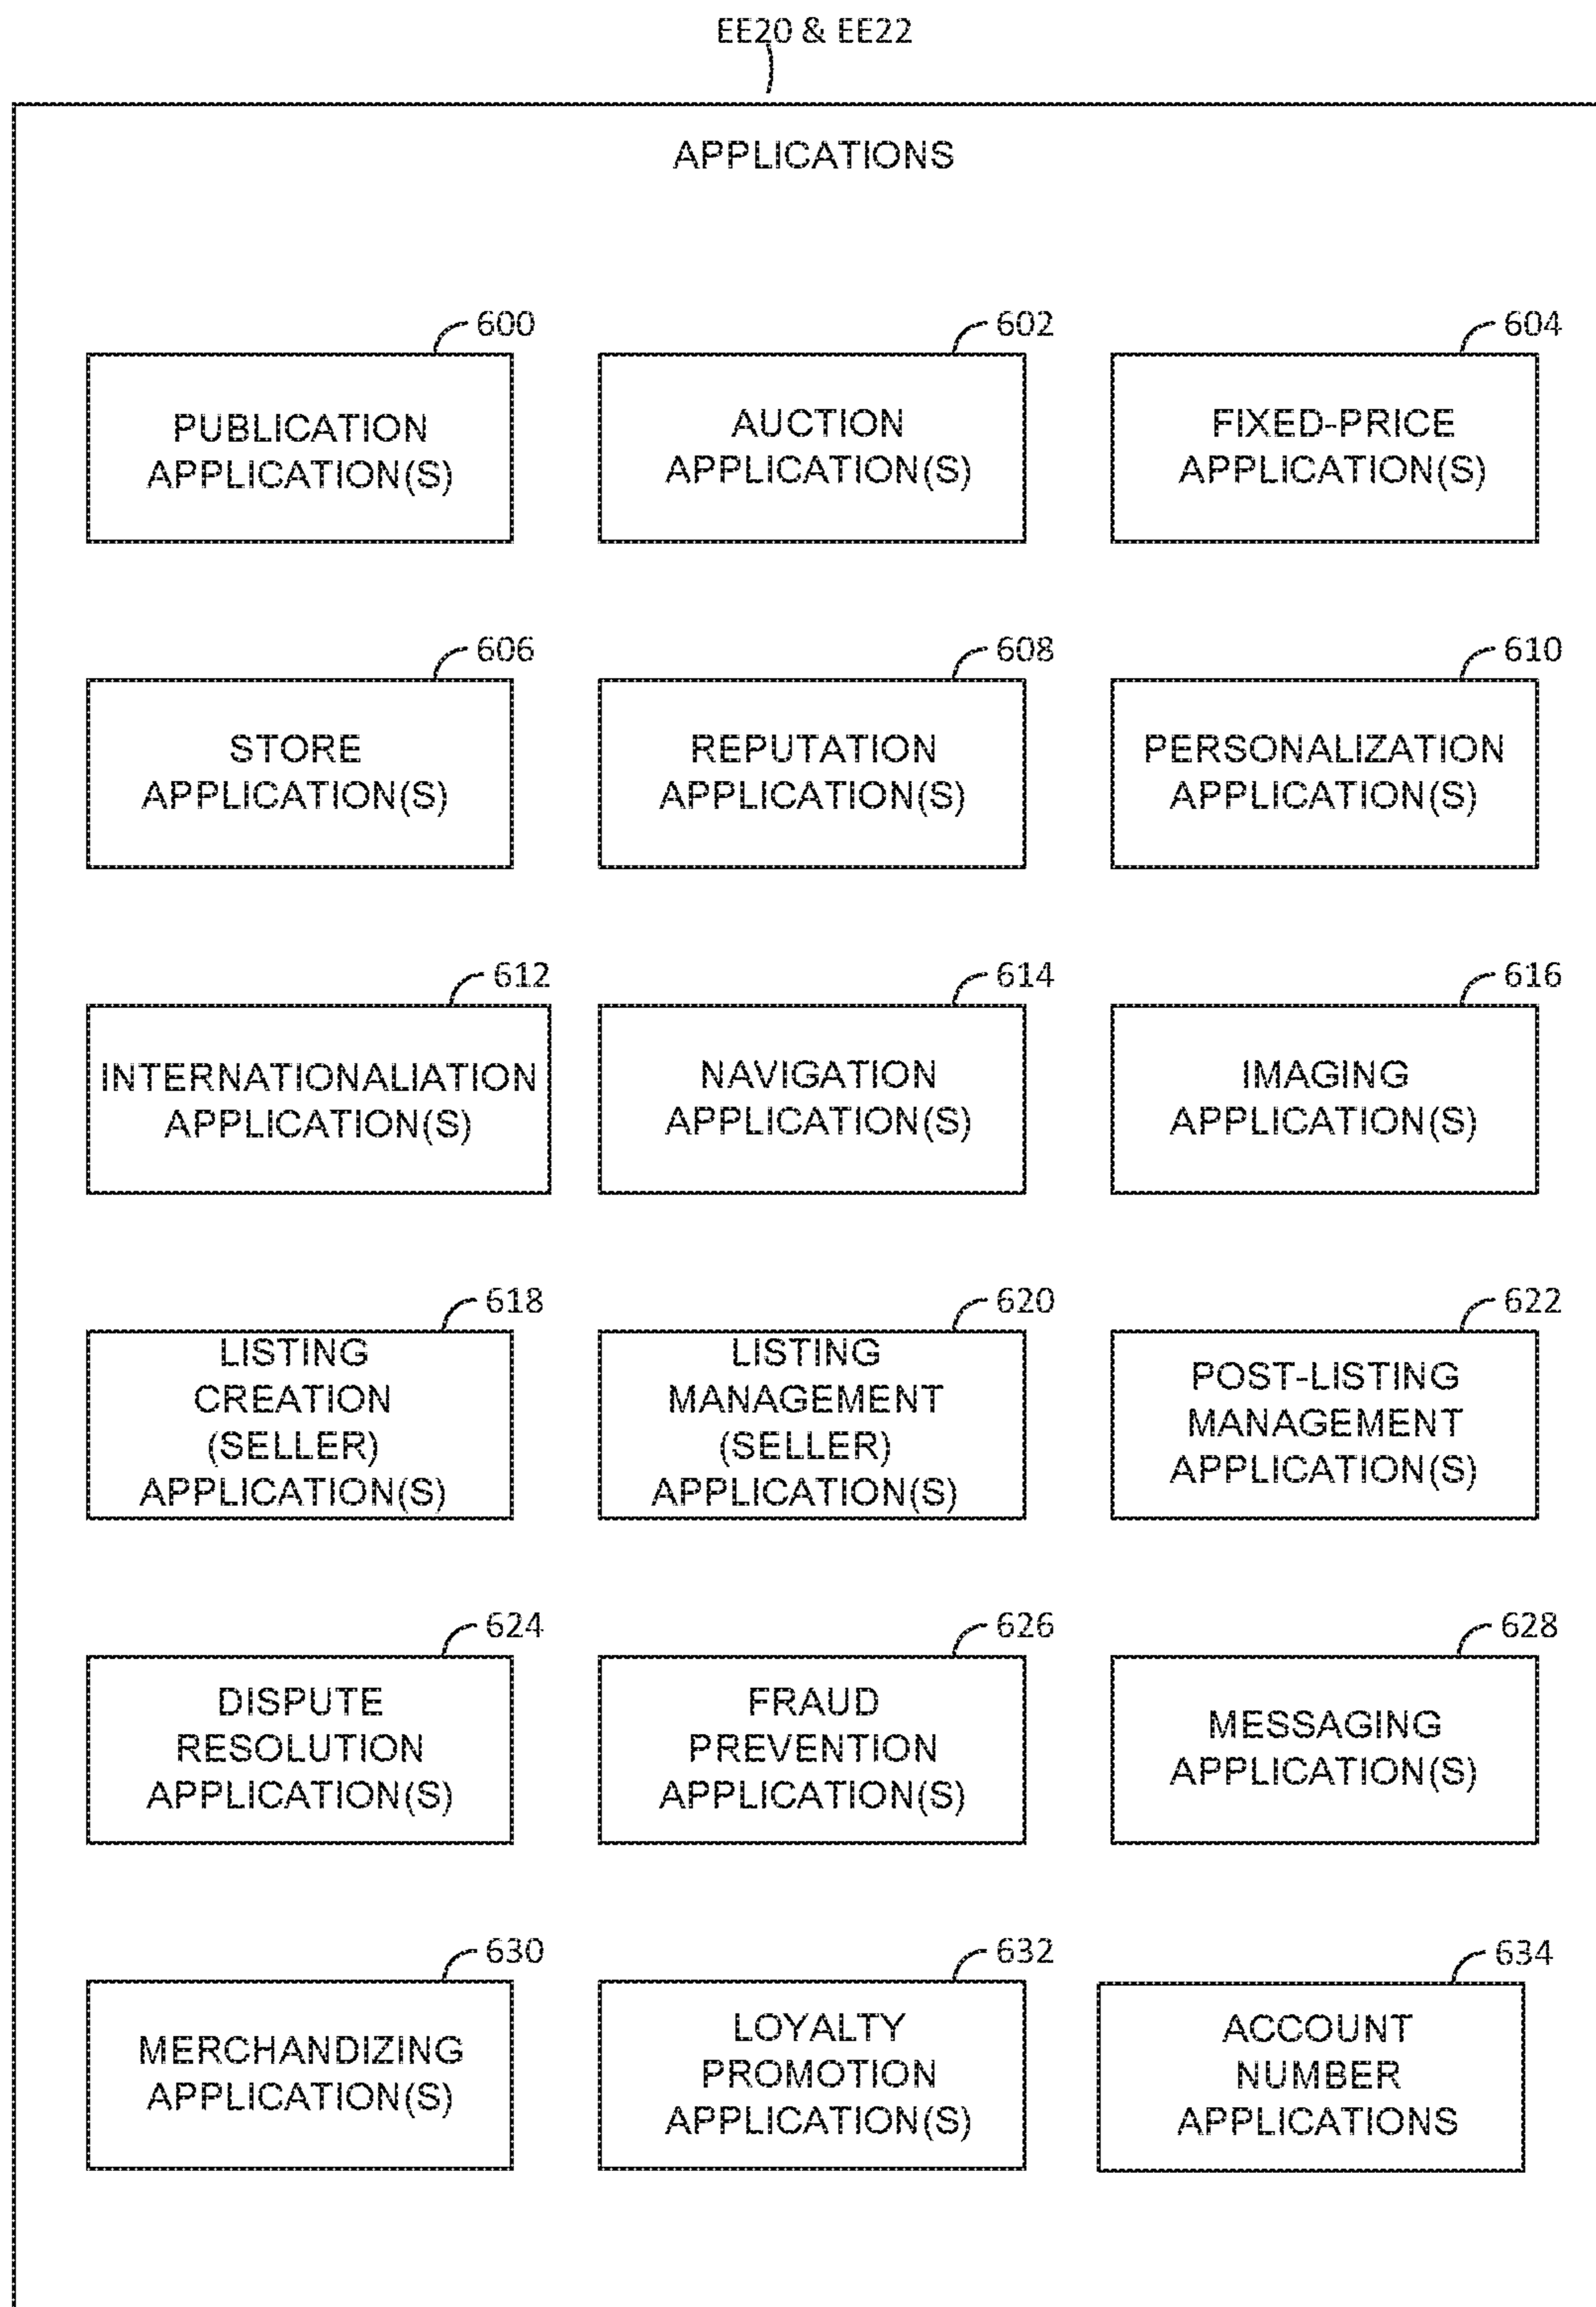 EE20 & EE22
APPLICATIONS
600
PUBLICATION
APPLICATION(S)
602
AUCTION
APPLICATION(S)
604
FIXED-PRICE
APPLICATION(S)
606
STORE
APPLICATION(S)
608
REPUTATION
APPLICATION(S)
610
PERSONALIZATION
APPLICATION(S)
612
INTERNATIONALIATION
APPLICATION(S)
614
NAVIGATION
APPLICATION(S)
616
IMAGING
APPLICATION(S)
618
LISTING
CREATION
(SELLER)
APPLICATION(S)
620
LISTING
MANAGEMENT
(SELLER)
APPLICATION(S)
622
POST-LISTING
MANAGEMENT
APPLICATION(S)
624
DISPUTE
RESOLUTION
APPLICATION(S)
626
FRAUD
PREVENTION
APPLICATION(S)
628
MESSAGING
APPLICATION(S)
630
MERCHANDIZING
APPLICATION(S)
632
LOYALTY
PROMOTION
APPLICATION(S)
634
ACCOUNT
NUMBER
APPLICATIONS